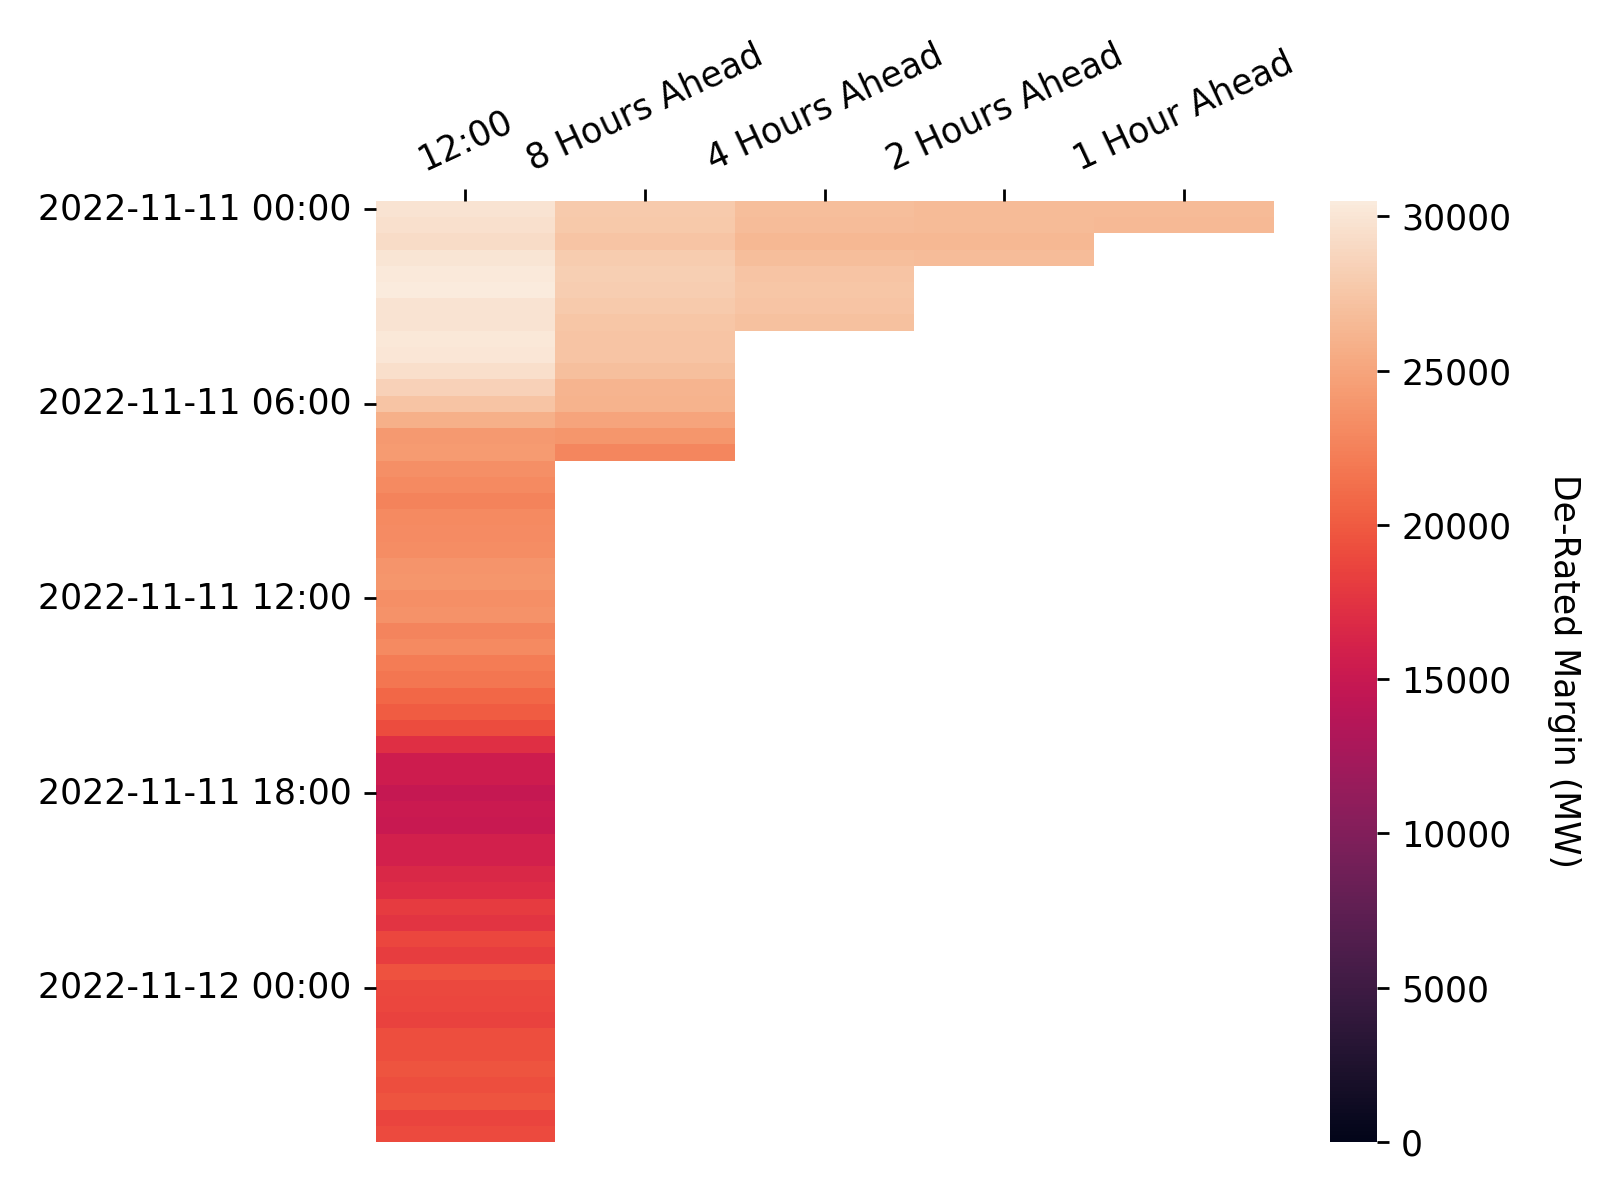 12:00
8 Hours Ahead
4 Hours Ahead
2 Hours Ahead
1 Hour Ahead
2022-11-11 00:00
2022-11-11 06:00
2022-11-11 12:00
2022-11-11 18:00
2022-11-12 00:00
30000
25000
20000
15000
10000
5000
0
De-Rated Margin (MW)